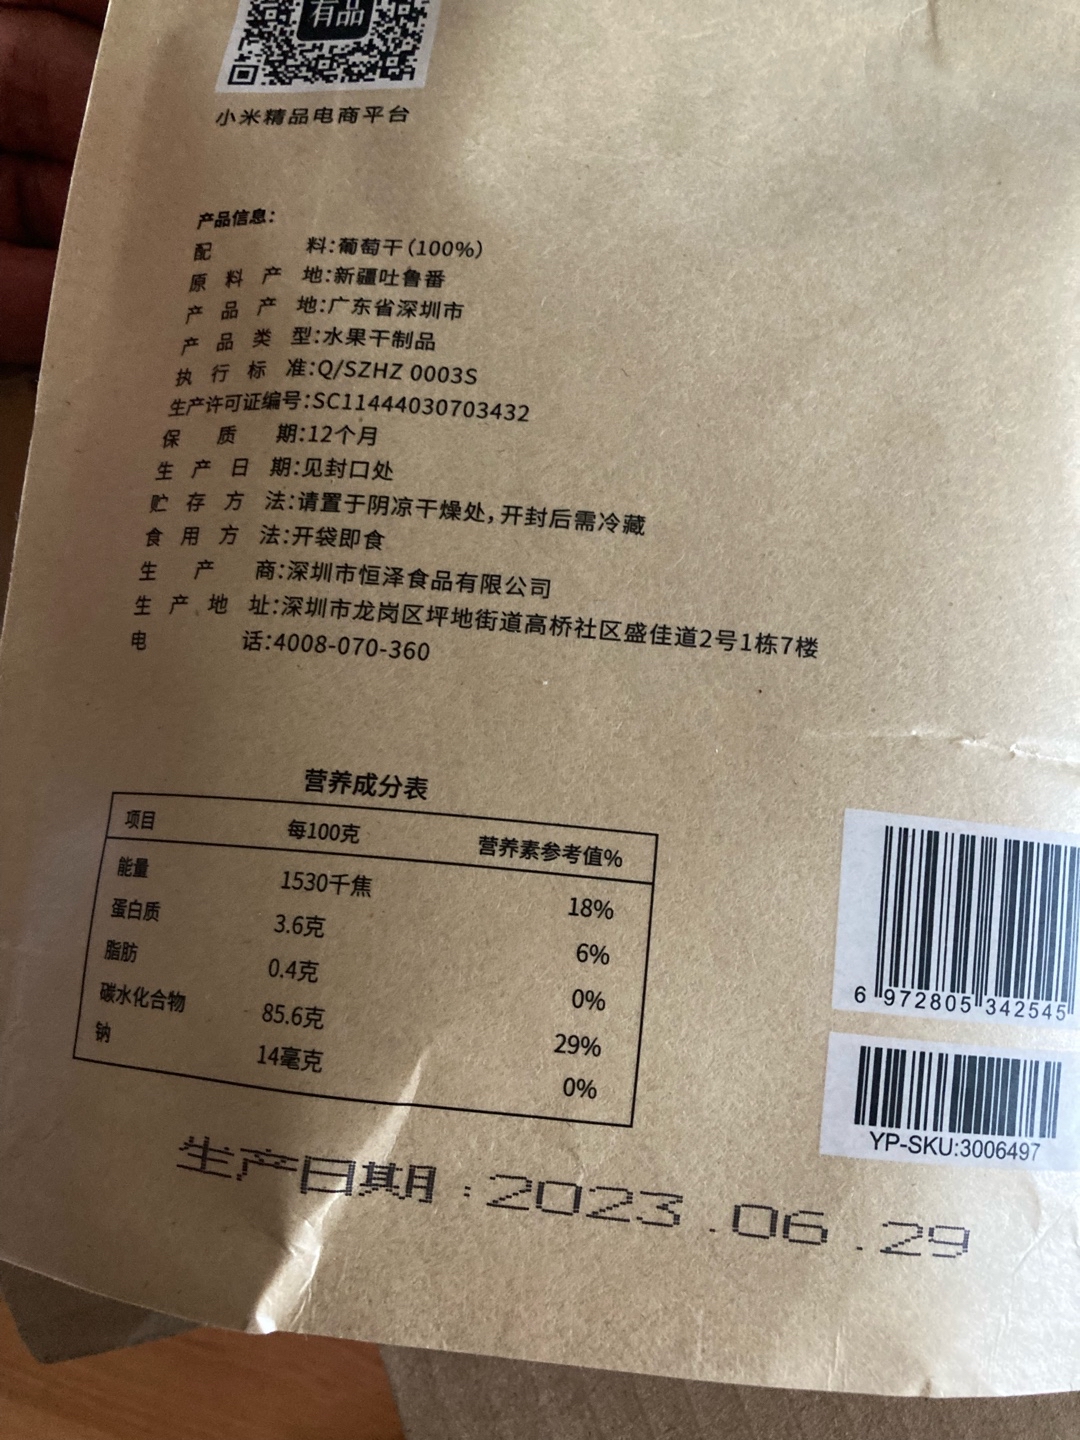 有品
小米精品电商平台
产品信息：
配料：葡萄干（100%）
原料产地：新疆吐鲁番
产品产地：广东省深圳市
产品类型：水果干制品
执行标准：Q/SZHZ 0003S
生产许可证编号：SC11444030703432
保质期：12个月
生产日期：见封口处
贮存方法：请置于阴凉干燥处，开封后需冷藏
食用方法：开袋即食
生产商：深圳市恒泽食品有限公司
生产地址：深圳市龙岗区坪地街道高桥社区盛佳道2号1栋7楼
电话：4008-070-360
营养成分表
项目 每100克 营养素参考值%
能量 1530千焦 18%
蛋白质 3.6克 6%
脂肪 0.4克 0%
碳水化合物 85.6克 29%
钠 14毫克 0%
6 972805 342545
YP-SKU:3006497
生产日期：2023.06.29